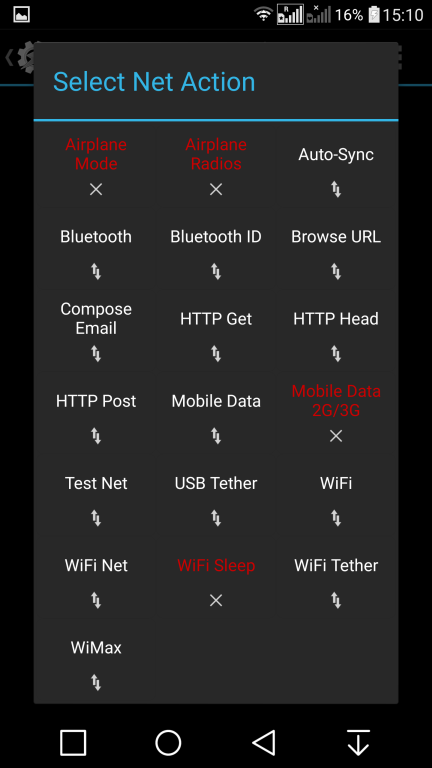 R
x
16%
15:10
Select Net Action
Airplane
Mode
Airplane
Radios
Auto-Sync
Bluetooth
Bluetooth ID
Browse URL
Compose
Email
HTTP Get
HTTP Head
HTTP Post
Mobile Data
Mobile Data
2G/3G
Test Net
USB Tether
WiFi
WiFi Net
WiFi Sleep
WiFi Tether
WiMax